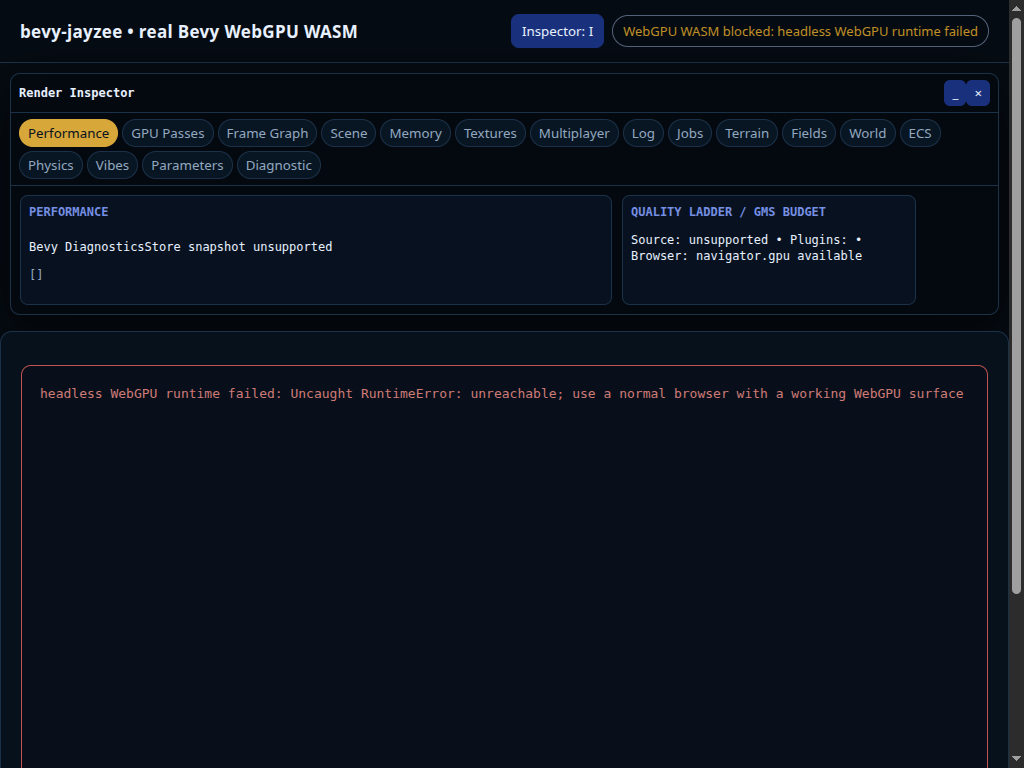 bevy-jayzee • real Bevy WebGPU WASM
Inspector: I
WebGPU WASM blocked: headless WebGPU runtime failed
Render Inspector
_ ×
Performance GPU Passes Frame Graph Scene Memory Textures Multiplayer Log Jobs Terrain Fields World ECS
Physics Vibes Parameters Diagnostic
PERFORMANCE
Bevy DiagnosticsStore snapshot unsupported
[]
QUALITY LADDER / GMS BUDGET
Source: unsupported • Plugins: •
Browser: navigator.gpu available
headless WebGPU runtime failed: Uncaught RuntimeError: unreachable; use a normal browser with a working WebGPU surface